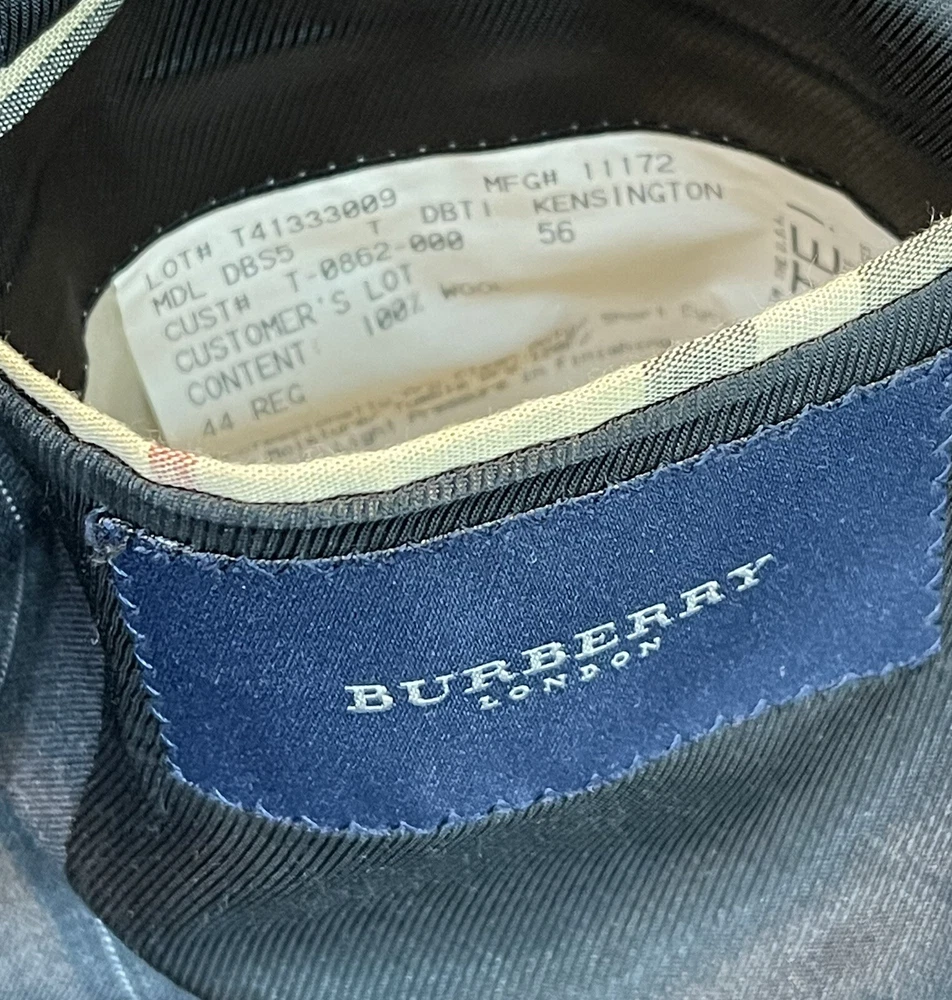 LOT# T41333009 MFG# 11172
MDL DBS5 T DBT1 KENSINGTON
CUST# T-0862-000 56
CUSTOMER'S LOT
CONTENT 100% WOOL
44 REG
BURBERRY
LONDON